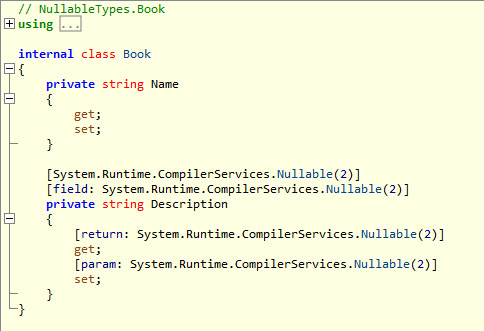 // NullableTypes.Book
using ...
internal class Book
{
private string Name
{
get;
set;
}
[System.Runtime.CompilerServices.Nullable(2)]
[field: System.Runtime.CompilerServices.Nullable(2)]
private string Description
{
[return: System.Runtime.CompilerServices.Nullable(2)]
get;
[param: System.Runtime.CompilerServices.Nullable(2)]
set;
}
}